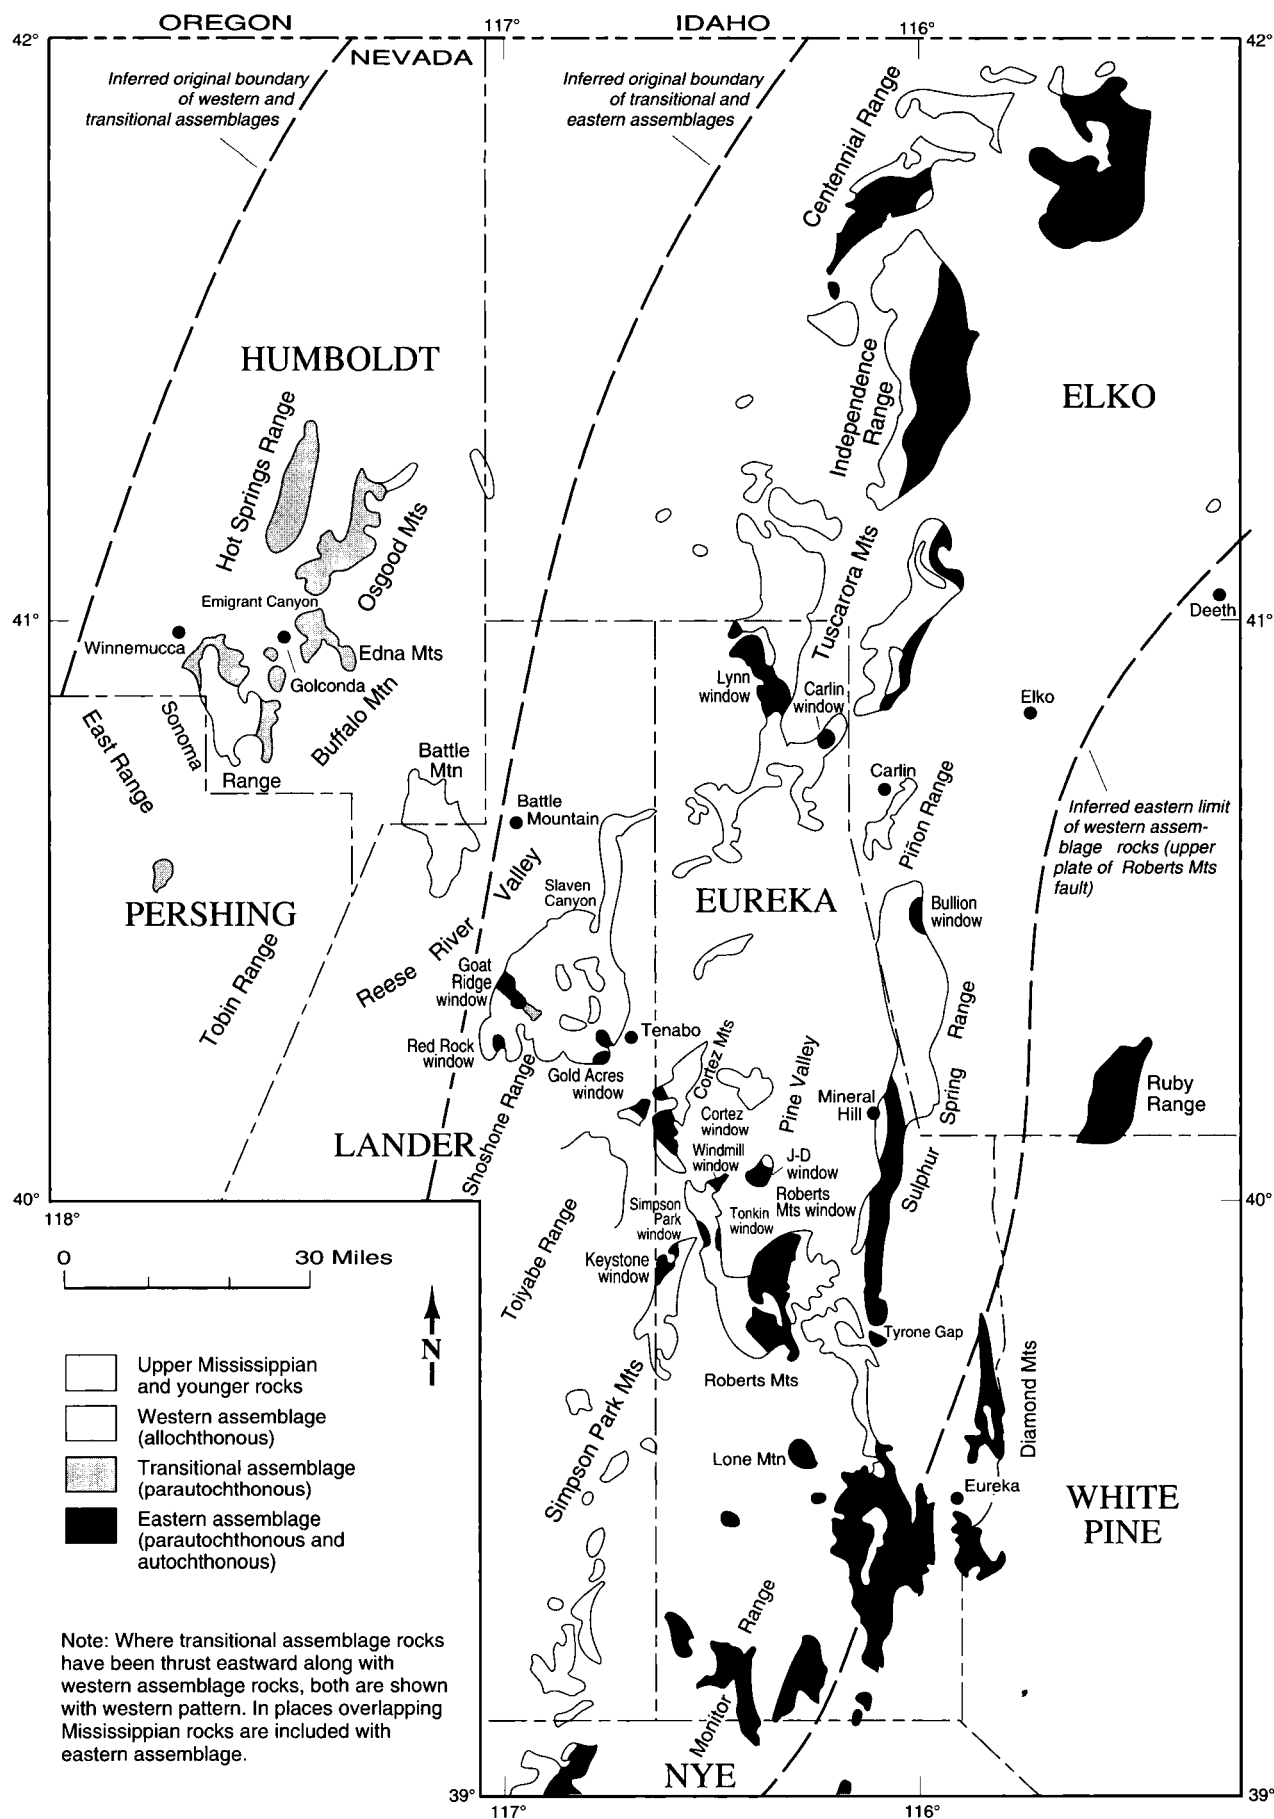 OREGON
117°
IDAHO
116°
42°
42°
NEVADA
Inferred original boundary
of western and
transitional assemblages
Inferred original boundary
of transitional and
eastern assemblages
Centennial Range
HUMBOLDT
ELKO
Independence
Range
Hot Springs Range
Osgood Mts
Tuscarora Mts
Emigrant Canyon
41°
41°
Deeth
Winnemucca
Edna Mts
Golconda
Lynn
window
Carlin
window
Elko
East Range
Sonoma
Range
Buffalo Mtn
Battle
Mtn
Battle
Mountain
Carlin
Piñon Range
Inferred eastern limit
of western assem-
blage rocks (upper
plate of Roberts Mts
fault)
PERSHING
Tobin Range
Reese River Valley
Slaven
Canyon
EUREKA
Bullion
window
Goat
Ridge
window
Red Rock
window
Tenabo
Gold Acres
window
Shoshone Range
Cortez Mts
Cortez
window
Pine Valley
Mineral
Hill
Sulphur Spring Range
Ruby
Range
LANDER
Windmill
window
J-D
window
Roberts
Mts window
Simpson
Park
window
Tonkin
window
40°
40°
118°
Keystone
window
Toiyabe Range
0 30 Miles
N
Tyrone Gap
Roberts Mts
Diamond Mts
Simpson Park Mts
Lone Mtn
Eureka
WHITE
PINE
Upper Mississippian
and younger rocks
Western assemblage
(allochthonous)
Transitional assemblage
(parautochthonous)
Eastern assemblage
(parautochthonous and
autochthonous)
Note: Where transitional assemblage rocks
have been thrust eastward along with
western assemblage rocks, both are shown
with western pattern. In places overlapping
Mississippian rocks are included with
eastern assemblage.
Monitor Range
NYE
39°
39°
117°
116°